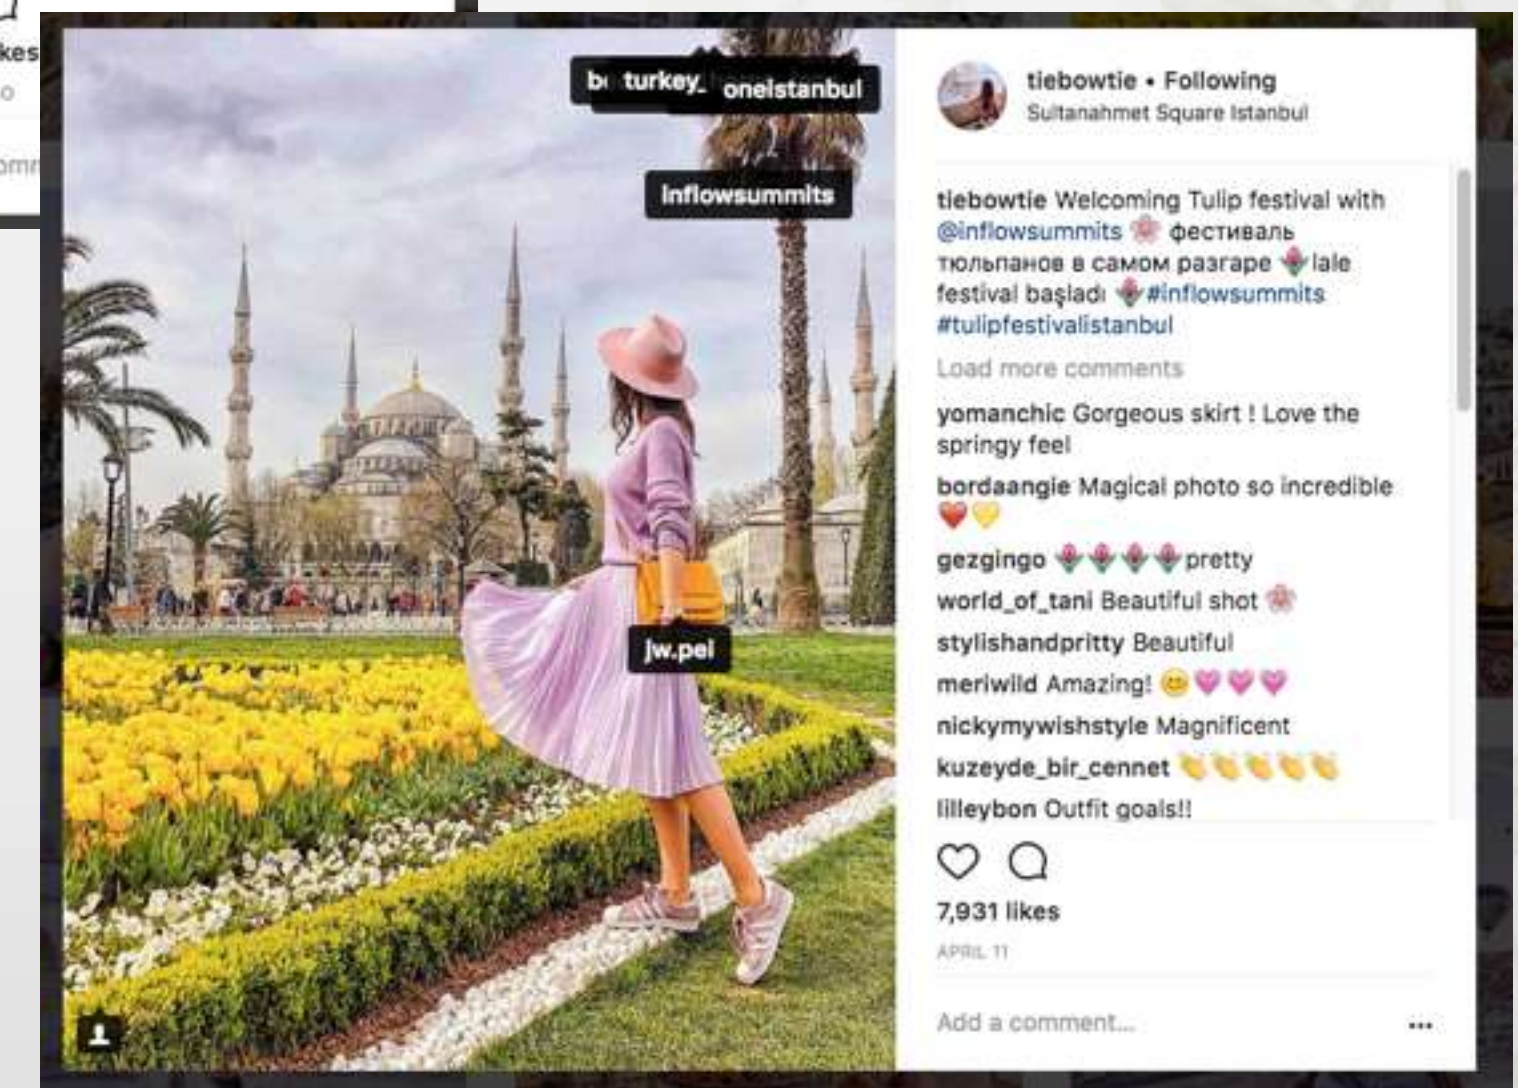 kes
turkey_
oneistanbul
inflowsummits
jw.pei
tiebowtie • Following
Sultanahmet Square Istanbul
tiebowtie Welcoming Tulip festival with
@inflowsummits 🌸 фестиваль
тюльпанов в самом разгаре 🌷lale
festival başladı 🌷#inflowsummits
#tulipfestivalistanbul
Load more comments
yomanchic Gorgeous skirt ! Love the
springy feel
bordaangie Magical photo so incredible
❤️💛
gezgingo 🌷🌷🌷🌷pretty
world_of_tani Beautiful shot 🌸
stylishandpritty Beautiful
meriwild Amazing! 😊💗💗💗
nickymywishstyle Magnificent
kuzeyde_bir_cennet 👏👏👏👏👏
lilleybon Outfit goals!!
7,931 likes
APRIL 11
Add a comment...